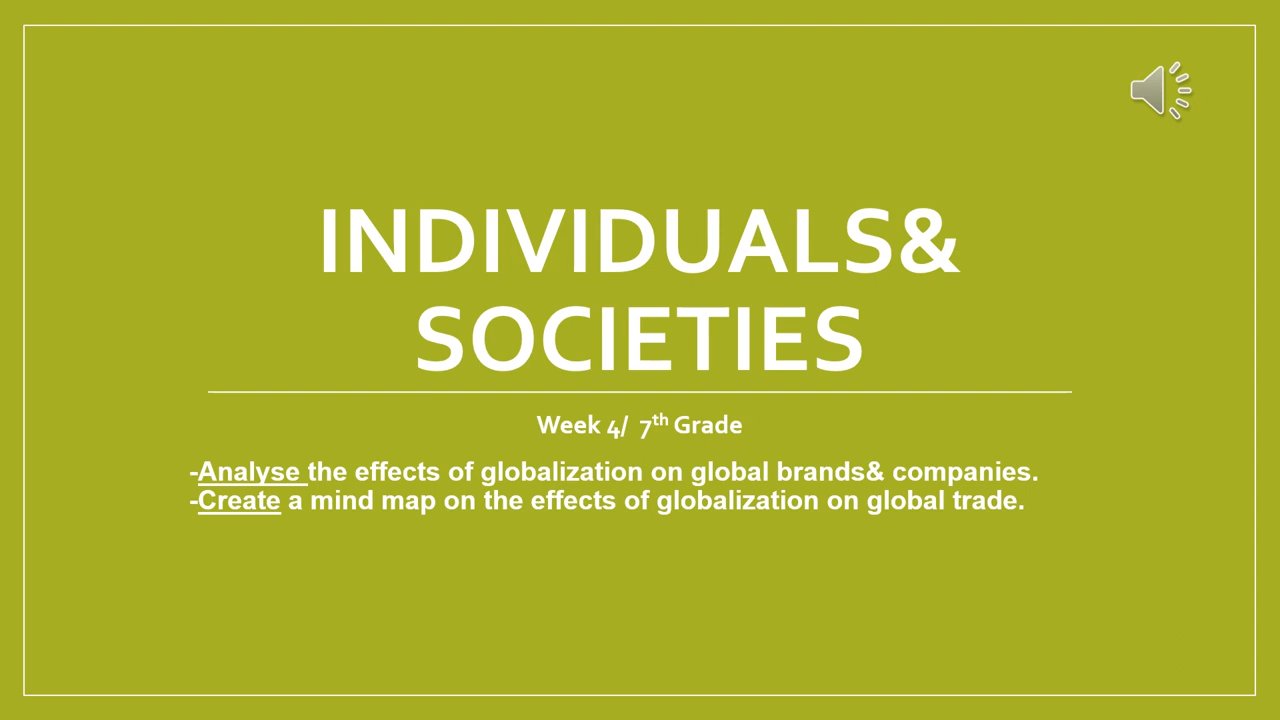 INDIVIDUALS&
SOCIETIES
Week 4/ 7th Grade
-Analyse the effects of globalization on global brands& companies.
-Create a mind map on the effects of globalization on global trade.